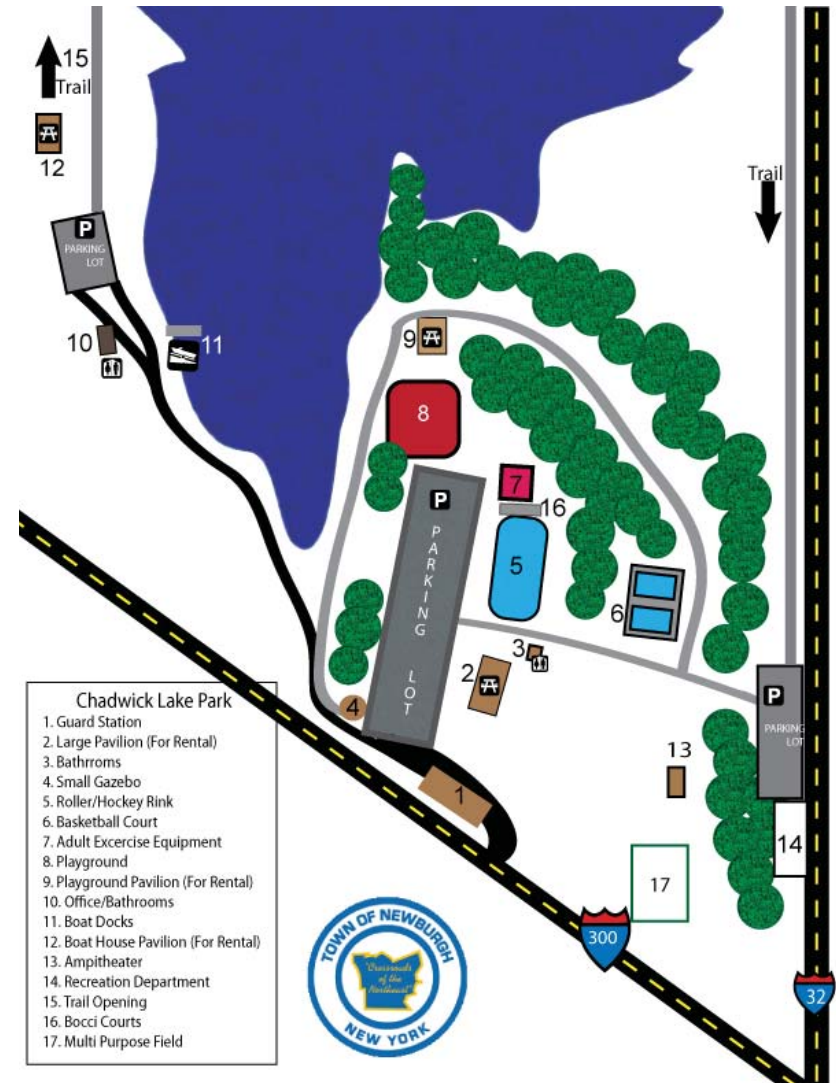 15
Trail
12
P
PARKING
LOT
10
11
Trail
9
8
7
16
5
6
P
PARKING LOT
3
2
4
1
P
PARKING
LOT
13
14
17
300
32
Chadwick Lake Park
1. Guard Station
2. Large Pavilion (For Rental)
3. Bathrroms
4. Small Gazebo
5. Roller/Hockey Rink
6. Basketball Court
7. Adult Excercise Equipment
8. Playground
9. Playground Pavilion (For Rental)
10. Office/Bathrooms
11. Boat Docks
12. Boat House Pavilion (For Rental)
13. Ampitheater
14. Recreation Department
15. Trail Opening
16. Bocci Courts
17. Multi Purpose Field
TOWN OF NEWBURGH
"Crossroads
of the
Northeast"
NEW YORK